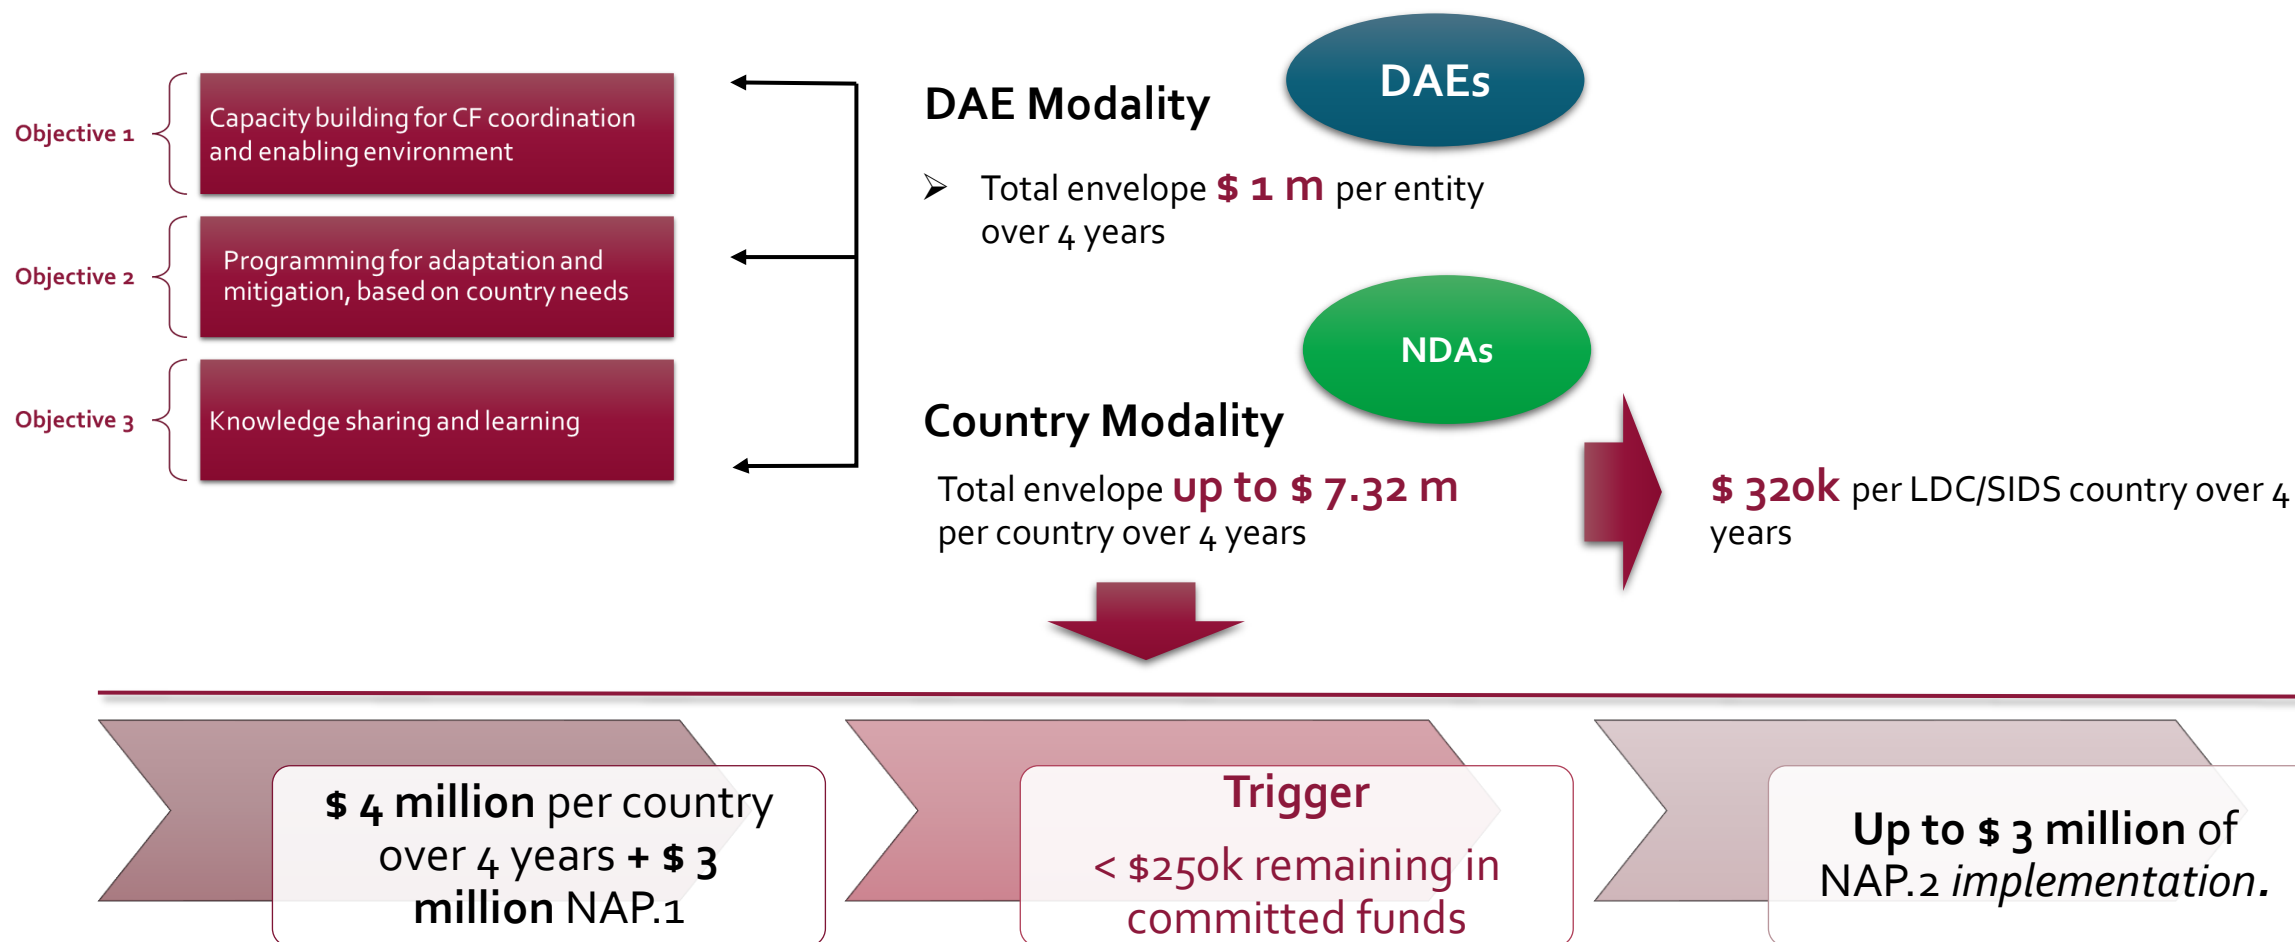 Objective 1
Capacity building for CF coordination
and enabling environment
Objective 2
Programming for adaptation and
mitigation, based on country needs
Objective 3
Knowledge sharing and learning
DAE Modality
DAEs
➢ Total envelope $ 1 m per entity
over 4 years
NDAs
Country Modality
Total envelope up to $ 7.32 m
per country over 4 years
$ 320k per LDC/SIDS country over 4
years
$ 4 million per country
over 4 years + $ 3
million NAP.1
Trigger
< $250k remaining in
committed funds
Up to $ 3 million of
NAP.2 implementation.